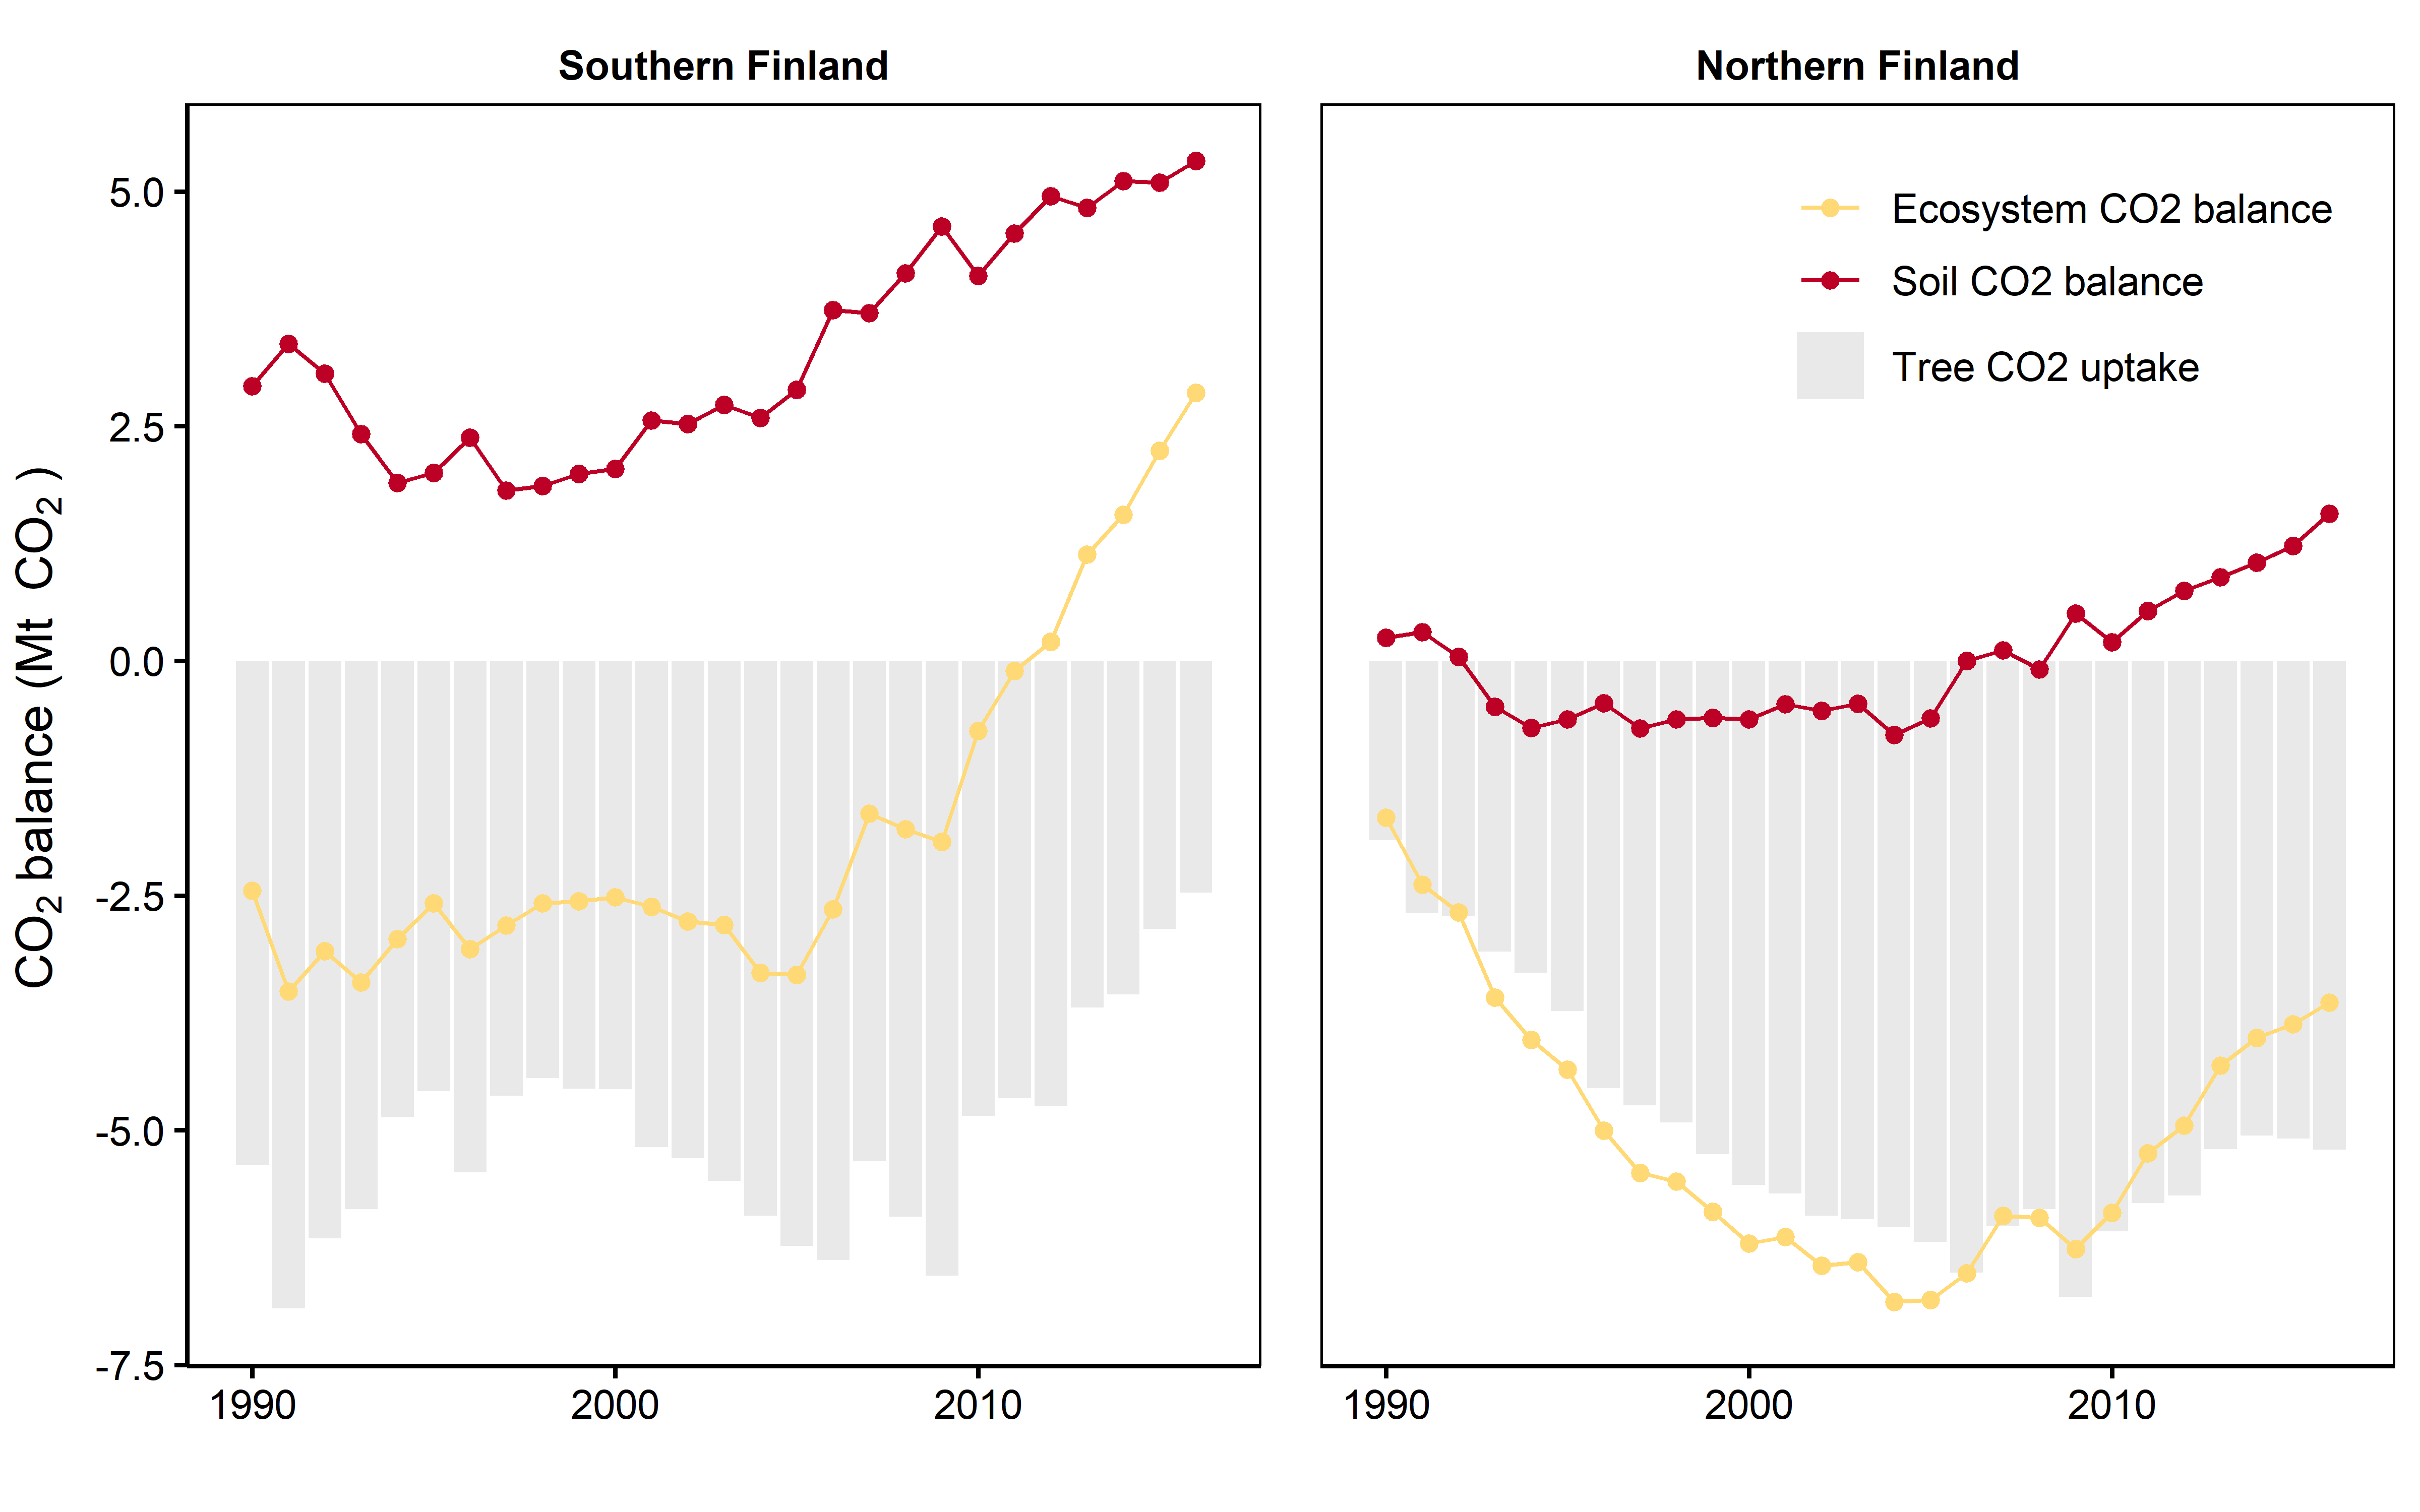 Southern Finland
Northern Finland
CO2 balance (Mt CO2 )
5.0
2.5
0.0
-2.5
-5.0
-7.5
Ecosystem CO2 balance
Soil CO2 balance
Tree CO2 uptake
1990
2000
2010
1990
2000
2010